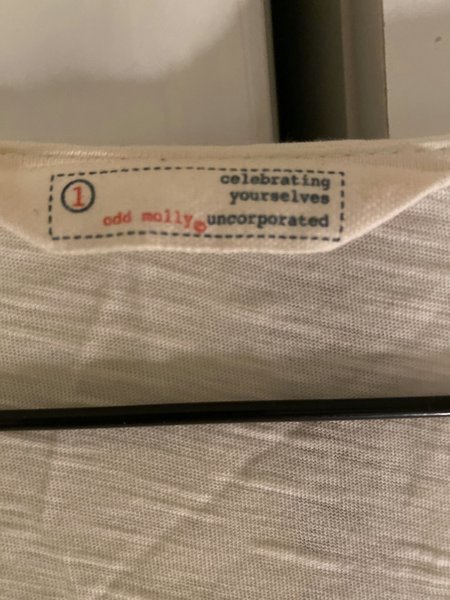 1
celebrating
yourselves
odd molly© uncorporated